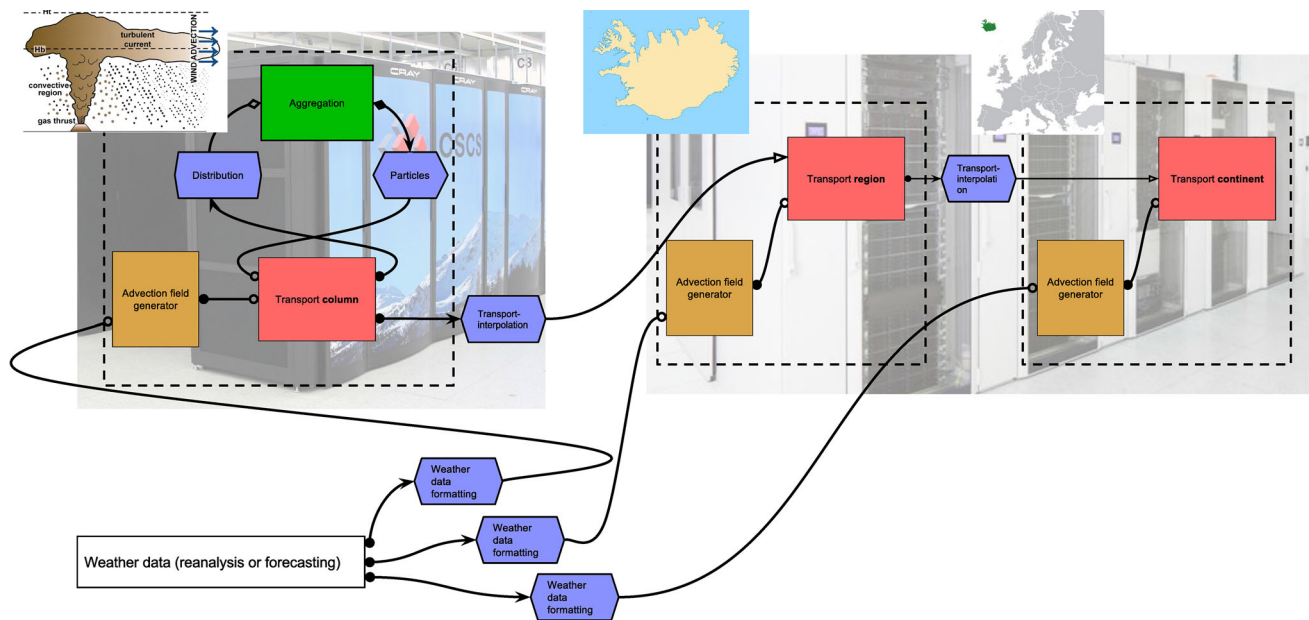 Ht
turbulent
current
Hb
WIND ADVECTION
convective
region
gas thrust
CRAY
CRAY
CSCS
Aggregation
Distribution
Particles
Advection field
generator
Transport column
Transport-
interpolation
Transport region
Advection field
generator
Transport-
interpolati
on
Transport continent
Advection field
generator
Weather
data
formatting
Weather
data
formatting
Weather
data
formatting
Weather data (reanalysis or forecasting)